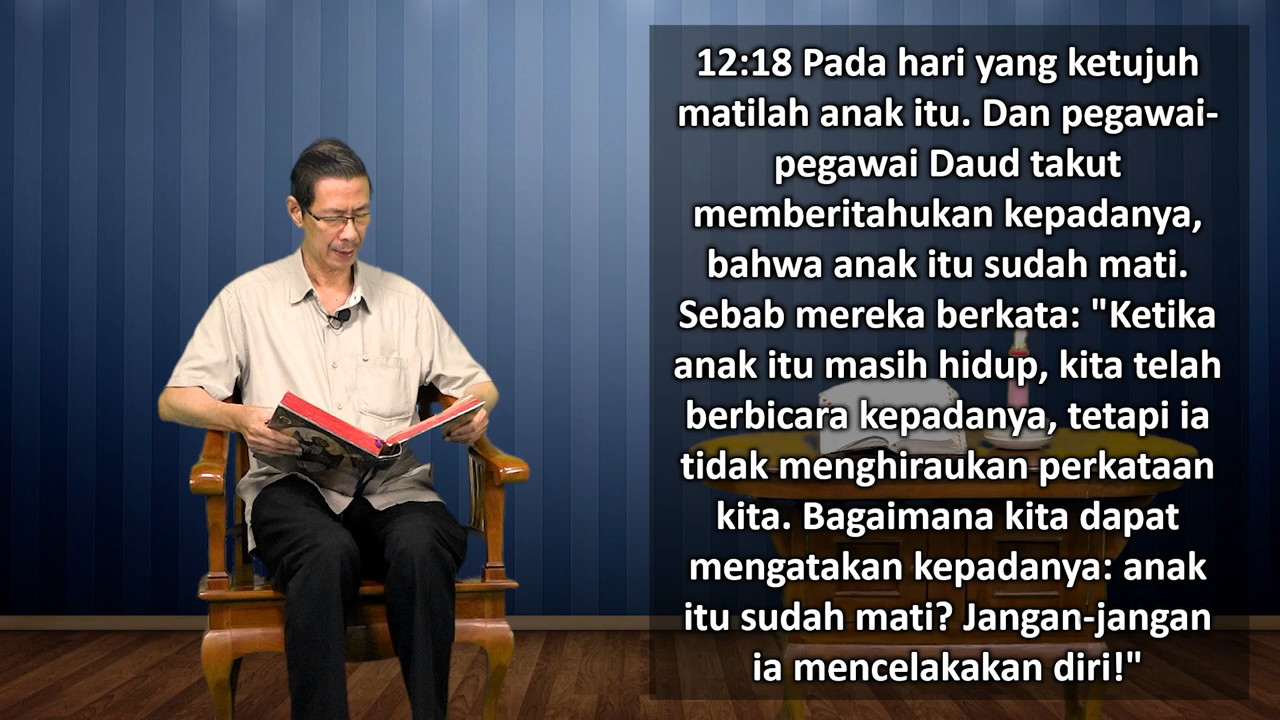 12:18 Pada hari yang ketujuh
matilah anak itu. Dan pegawai-
pegawai Daud takut
memberitahukan kepadanya,
bahwa anak itu sudah mati.
Sebab mereka berkata: "Ketika
anak itu masih hidup, kita telah
berbicara kepadanya, tetapi ia
tidak menghiraukan perkataan
kita. Bagaimana kita dapat
mengatakan kepadanya: anak
itu sudah mati? Jangan-jangan
ia mencelakakan diri!"